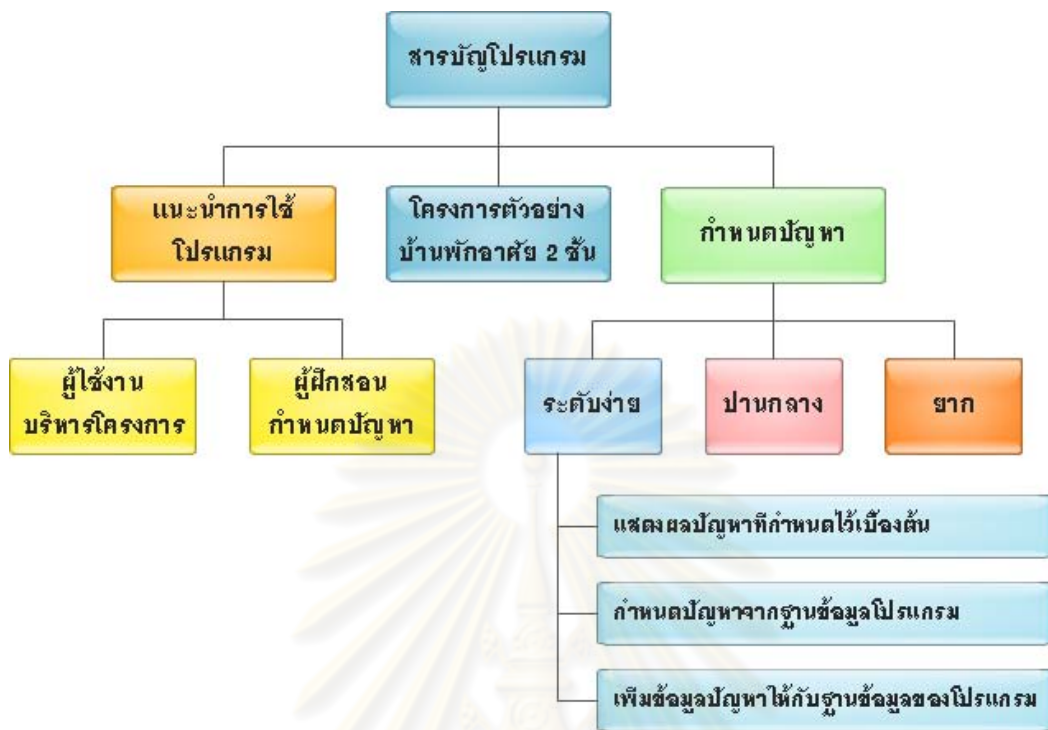 สารบัญโปรแกรม
แนะนำการใช้
โปรแกรม
โครงการตัวอย่าง
บ้านพักอาศัย 2 ชั้น
กำหนดปัญหา
ผู้ใช้งาน
บริหารโครงการ
ผู้ฝึกสอน
กำหนดปัญหา
ระดับง่าย
ปานกลาง
ยาก
แสดงผลปัญหาที่กำหนดไว้เบื้องต้น
กำหนดปัญหาจากฐานข้อมูลโปรแกรม
เพิ่มข้อมูลปัญหาให้กับฐานข้อมูลของโปรแกรม